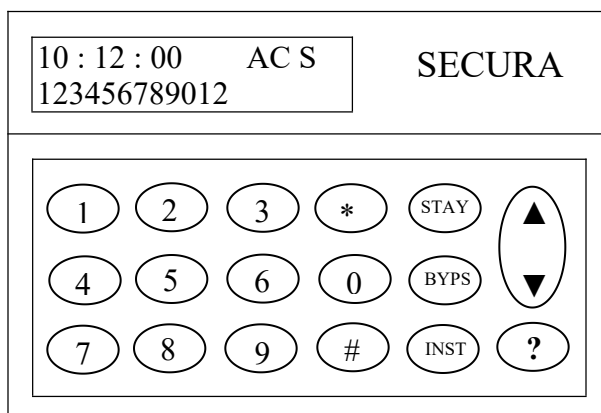 10 : 12 : 00 AC S
SECURA
123456789012
1 2 3 * STAY
4 5 6 0 BYPS
7 8 9 # INST ?